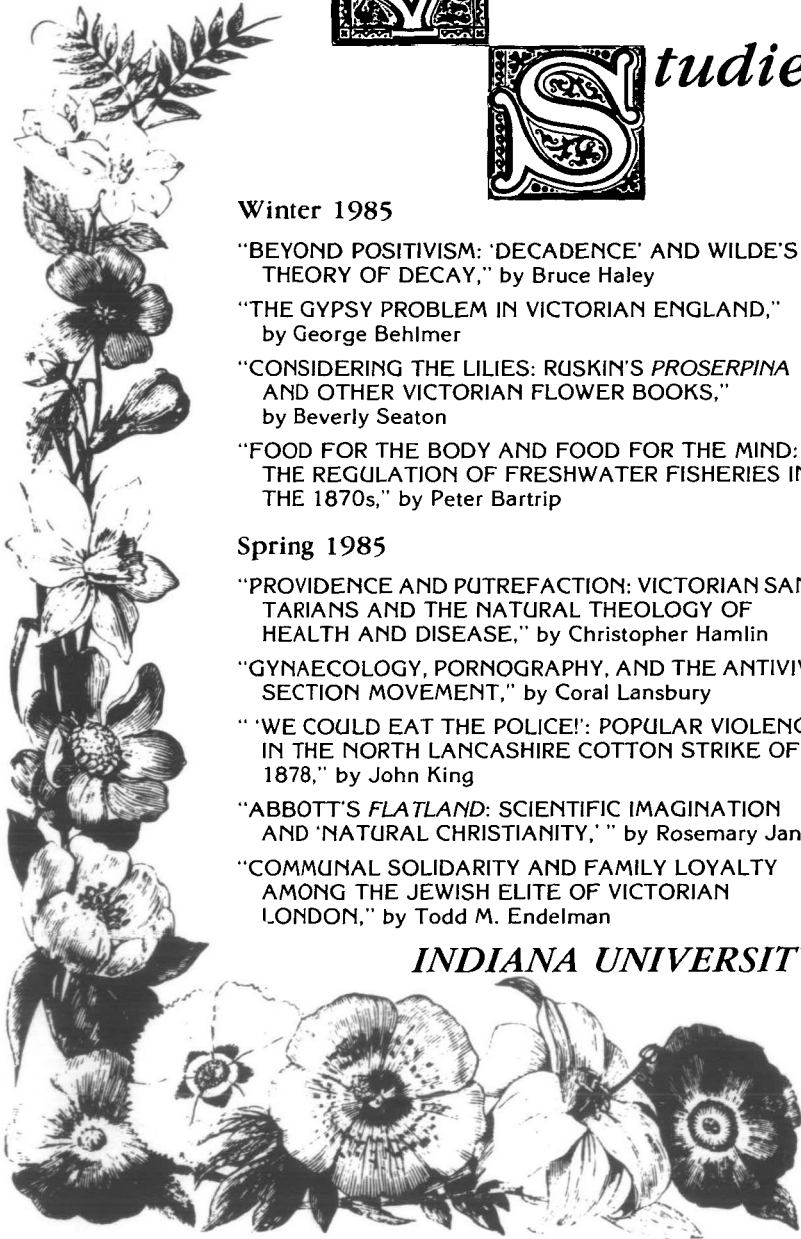 V
Studie
Winter 1985
"BEYOND POSITIVISM: 'DECADENCE' AND WILDE'S
THEORY OF DECAY," by Bruce Haley
"THE GYPSY PROBLEM IN VICTORIAN ENGLAND,"
by George Behlmer
"CONSIDERING THE LILIES: RUSKIN'S PROSERPINA
AND OTHER VICTORIAN FLOWER BOOKS,"
by Beverly Seaton
"FOOD FOR THE BODY AND FOOD FOR THE MIND:
THE REGULATION OF FRESHWATER FISHERIES IN
THE 1870s," by Peter Bartrip
Spring 1985
"PROVIDENCE AND PUTREFACTION: VICTORIAN SAN
TARIANS AND THE NATURAL THEOLOGY OF
HEALTH AND DISEASE," by Christopher Hamlin
"GYNAECOLOGY, PORNOGRAPHY, AND THE ANTIVIV
SECTION MOVEMENT," by Coral Lansbury
" 'WE COULD EAT THE POLICE!': POPULAR VIOLENC
IN THE NORTH LANCASHIRE COTTON STRIKE OF
1878," by John King
"ABBOTT'S FLATLAND: SCIENTIFIC IMAGINATION
AND 'NATURAL CHRISTIANITY,' " by Rosemary Jan
"COMMUNAL SOLIDARITY AND FAMILY LOYALTY
AMONG THE JEWISH ELITE OF VICTORIAN
LONDON," by Todd M. Endelman
INDIANA UNIVERSIT